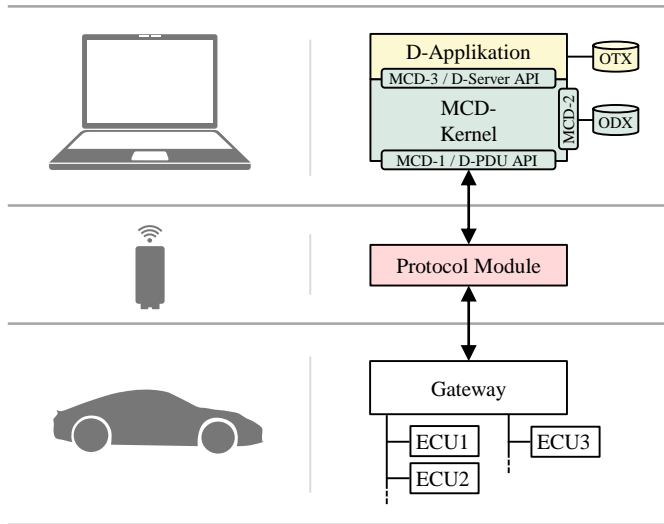 D-Applikation
OTX
MCD-3 / D-Server API
MCD-
Kernel
MCD-2
ODX
MCD-1 / D-PDU API
Protocol Module
Gateway
ECU1
ECU3
ECU2